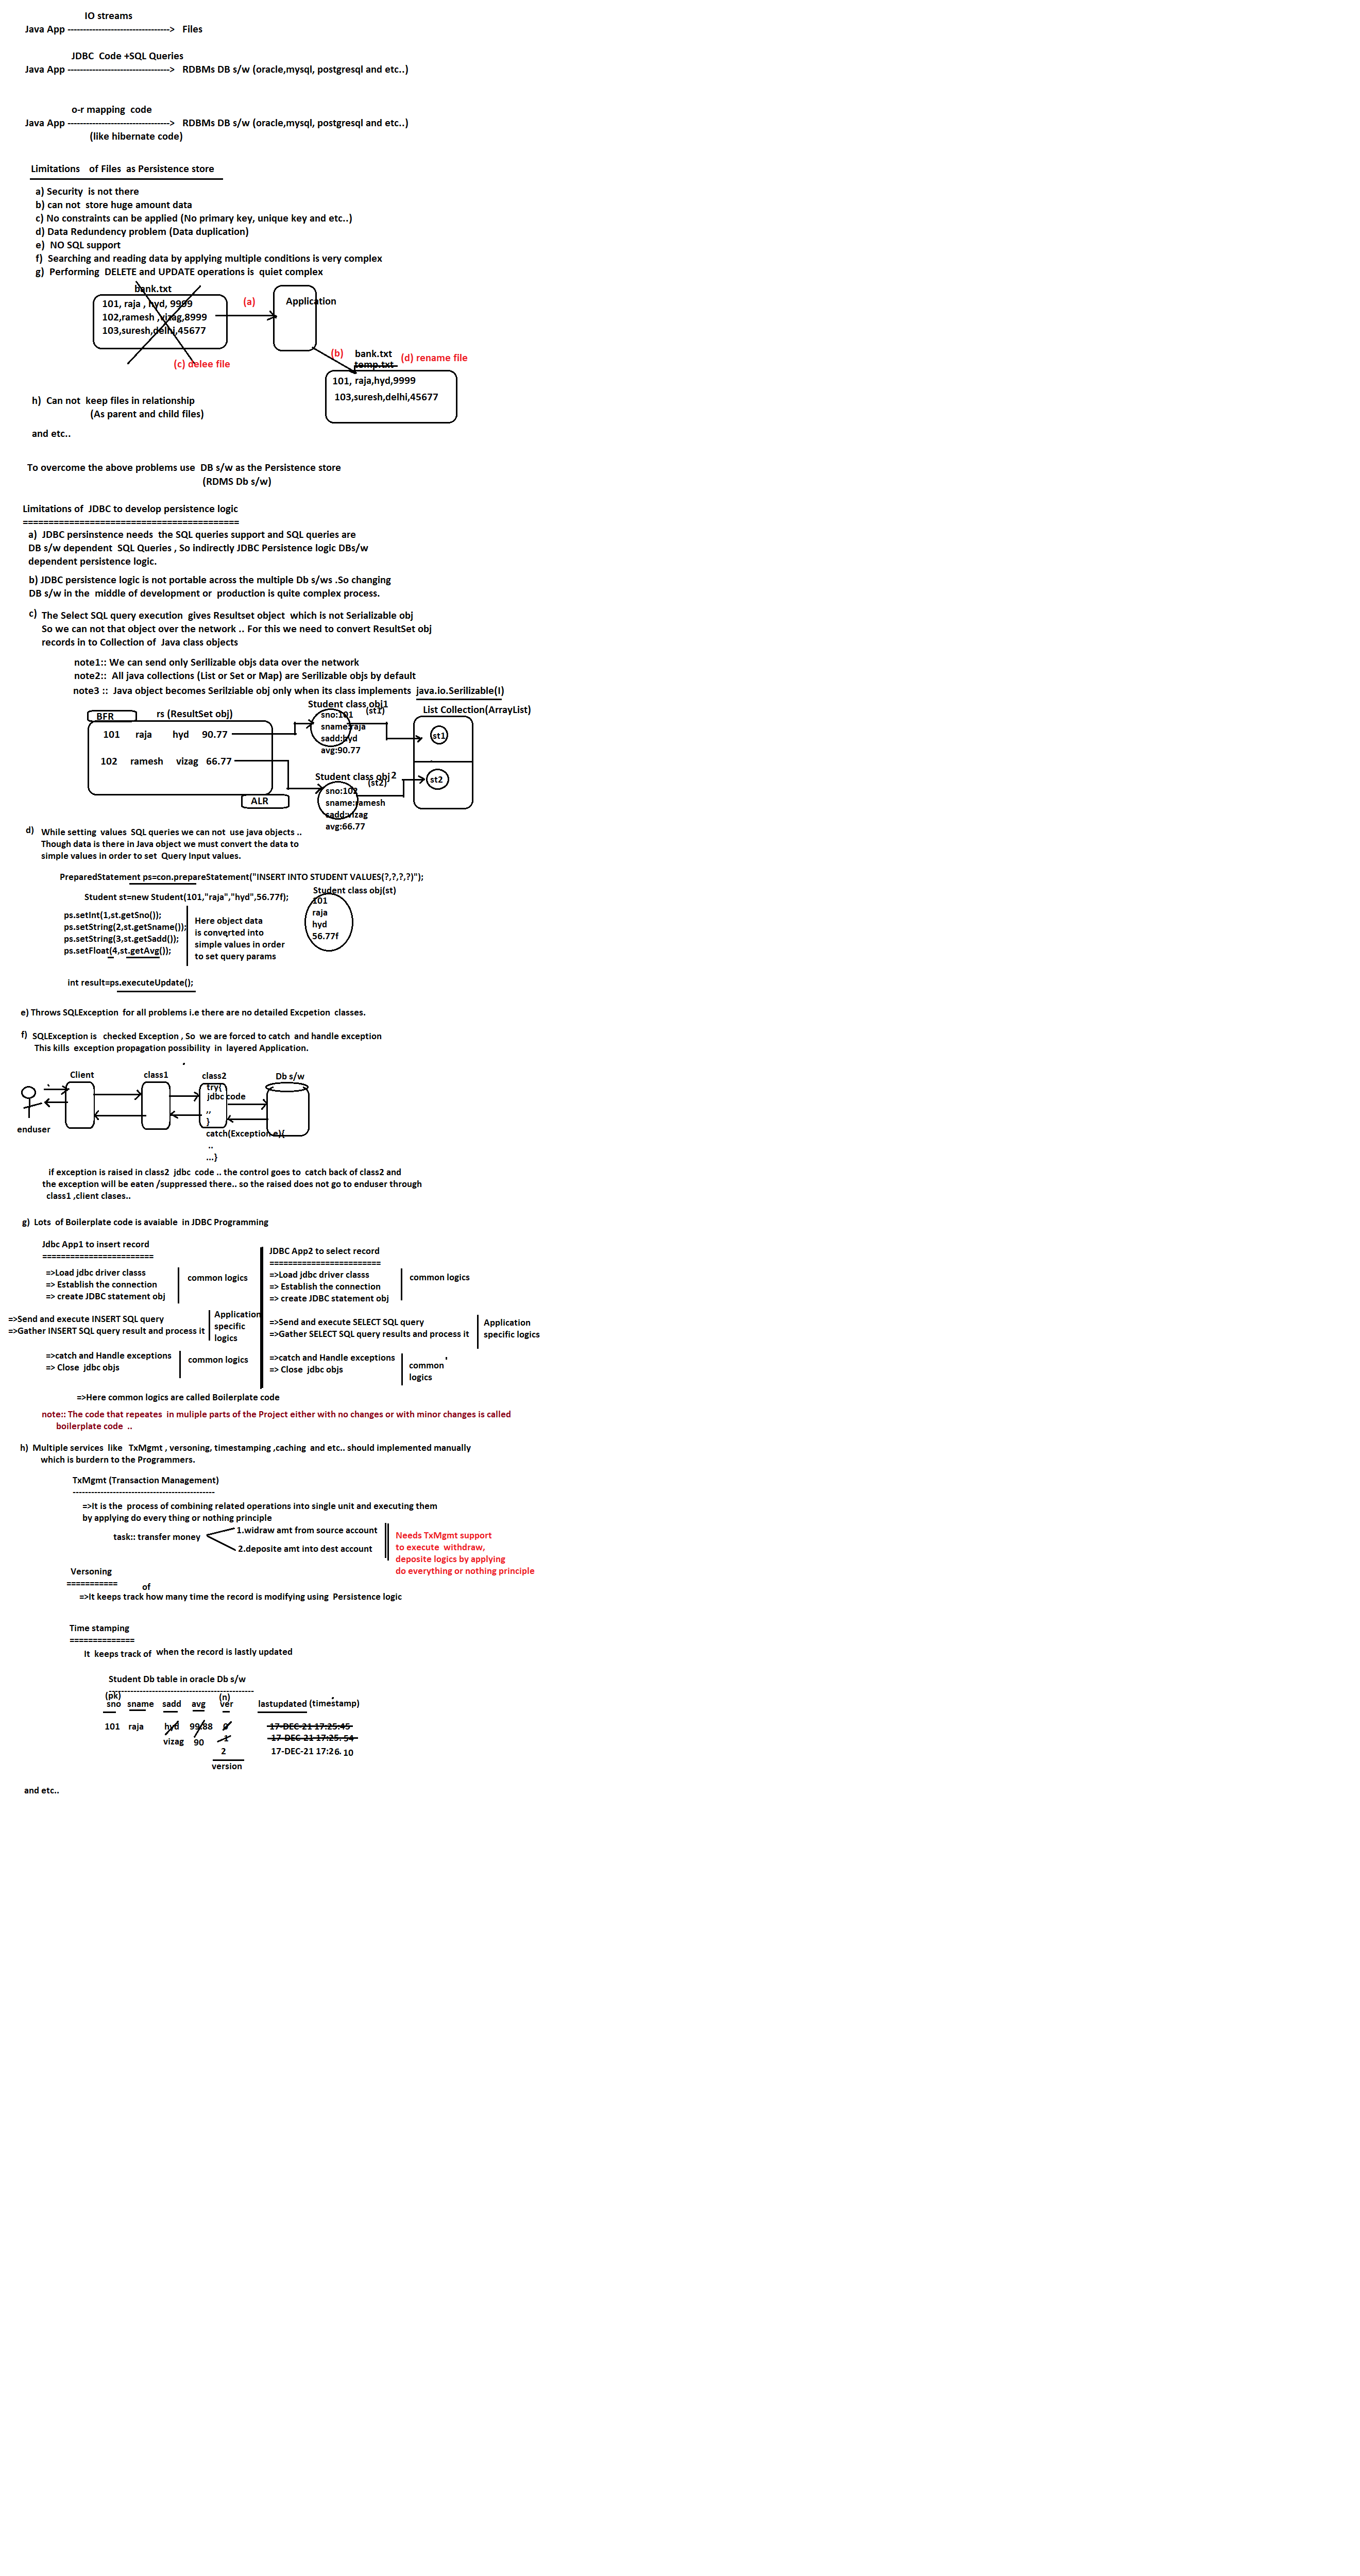 IO streams
Java App ---------------------------------> Files
JDBC Code +SQL Queries
Java App ---------------------------------> RDBMs DB s/w (oracle,mysql, postgresql and etc..)
o-r mapping code
Java App ---------------------------------> RDBMs DB s/w (oracle,mysql, postgresql and etc..)
(like hibernate code)
Limitations of Files as Persistence store
a) Security is not there
b) can not store huge amount data
c) No constraints can be applied (No primary key, unique key and etc..)
d) Data Redundency problem (Data duplication)
e) NO SQL support
f) Searching and reading data by applying multiple conditions is very complex
g) Performing DELETE and UPDATE operations is quiet complex
bank.txt
101, raja , hyd, 9999
102,ramesh ,vizag,8999
103,suresh,delhi,45677
(a)
Application
(c) delee file
(b)
bank.txt
temp.txt
(d) rename file
101, raja,hyd,9999
103,suresh,delhi,45677
h) Can not keep files in relationship
(As parent and child files)
and etc..
To overcome the above problems use DB s/w as the Persistence store
(RDMS Db s/w)
Limitations of JDBC to develop persistence logic
==========================================
a) JDBC persinstence needs the SQL queries support and SQL queries are
DB s/w dependent SQL Queries , So indirectly JDBC Persistence logic DBs/w
dependent persistence logic.
b) JDBC persistence logic is not portable across the multiple Db s/ws .So changing
DB s/w in the middle of development or production is quite complex process.
c) The Select SQL query execution gives Resultset object which is not Serializable obj
So we can not that object over the network .. For this we need to convert ResultSet obj
records in to Collection of Java class objects
note1:: We can send only Serilizable objs data over the network
note2:: All java collections (List or Set or Map) are Serilizable objs by default
note3 :: Java object becomes Serilziable obj only when its class implements java.io.Serilizable(I)
BFR
rs (ResultSet obj)
101 raja hyd 90.77
102 ramesh vizag 66.77
ALR
Student class obj1
(st1)
sno:101
sname:raja
sadd:hyd
avg:90.77
Student class obj 2
(st2)
sno:102
sname:ramesh
sadd:vizag
avg:66.77
List Collection(ArrayList)
st1
st2
d) While setting values SQL queries we can not use java objects ..
Though data is there in Java object we must convert the data to
simple values in order to set Query Input values.
PreparedStatement ps=con.prepareStatement("INSERT INTO STUDENT VALUES(?,?,?,?)");
Student st=new Student(101,"raja","hyd",56.77f);
Student class obj(st)
101
raja
hyd
56.77f
ps.setInt(1,st.getSno());
ps.setString(2,st.getSname());
ps.setString(3,st.getSadd());
ps.setFloat(4,st.getAvg());
Here object data
is converted into
simple values in order
to set query params
int result=ps.executeUpdate();
e) Throws SQLException for all problems i.e there are no detailed Excpetion classes.
f) SQLException is checked Exception , So we are forced to catch and handle exception
This kills exception propagation possibility in layered Application.
Client
class1
class2
Db s/w
try{
jdbc code
,,
}
catch(Exception e){
..
...}
enduser
if exception is raised in class2 jdbc code .. the control goes to catch back of class2 and
the exception will be eaten /suppressed there.. so the raised does not go to enduser through
class1 ,client clases..
g) Lots of Boilerplate code is avaiable in JDBC Programming
Jdbc App1 to insert record
========================
=>Load jdbc driver classs
=> Establish the connection
=> create JDBC statement obj
common logics
=>Send and execute INSERT SQL query
=>Gather INSERT SQL query result and process it
Application
specific
logics
=>catch and Handle exceptions
=> Close jdbc objs
common logics
JDBC App2 to select record
========================
=>Load jdbc driver classs
=> Establish the connection
=> create JDBC statement obj
common logics
=>Send and execute SELECT SQL query
=>Gather SELECT SQL query results and process it
Application
specific logics
=>catch and Handle exceptions
=> Close jdbc objs
common
logics
=>Here common logics are called Boilerplate code
note:: The code that repeates in muliple parts of the Project either with no changes or with minor changes is called
boilerplate code ..
h) Multiple services like TxMgmt , versoning, timestamping ,caching and etc.. should implemented manually
which is burdern to the Programmers.
TxMgmt (Transaction Management)
----------------------------------------------
=>It is the process of combining related operations into single unit and executing them
by applying do every thing or nothing principle
task:: transfer money
1.widraw amt from source account
2.deposite amt into dest account
Needs TxMgmt support
to execute withdraw,
deposite logics by applying
do everything or nothing principle
Versoning
===========
of
=>It keeps track how many time the record is modifying using Persistence logic
Time stamping
==============
It keeps track of when the record is lastly updated
Student Db table in oracle Db s/w
-----------------------------------------------
(pk)
(n)
sno sname sadd avg ver lastupdated (timestamp)
101 raja hyd 99.88 0 17-DEC-21 17:25:45
vizag 90 1 17-DEC-21 17:25. 54
2 17-DEC-21 17:26. 10
version
and etc..